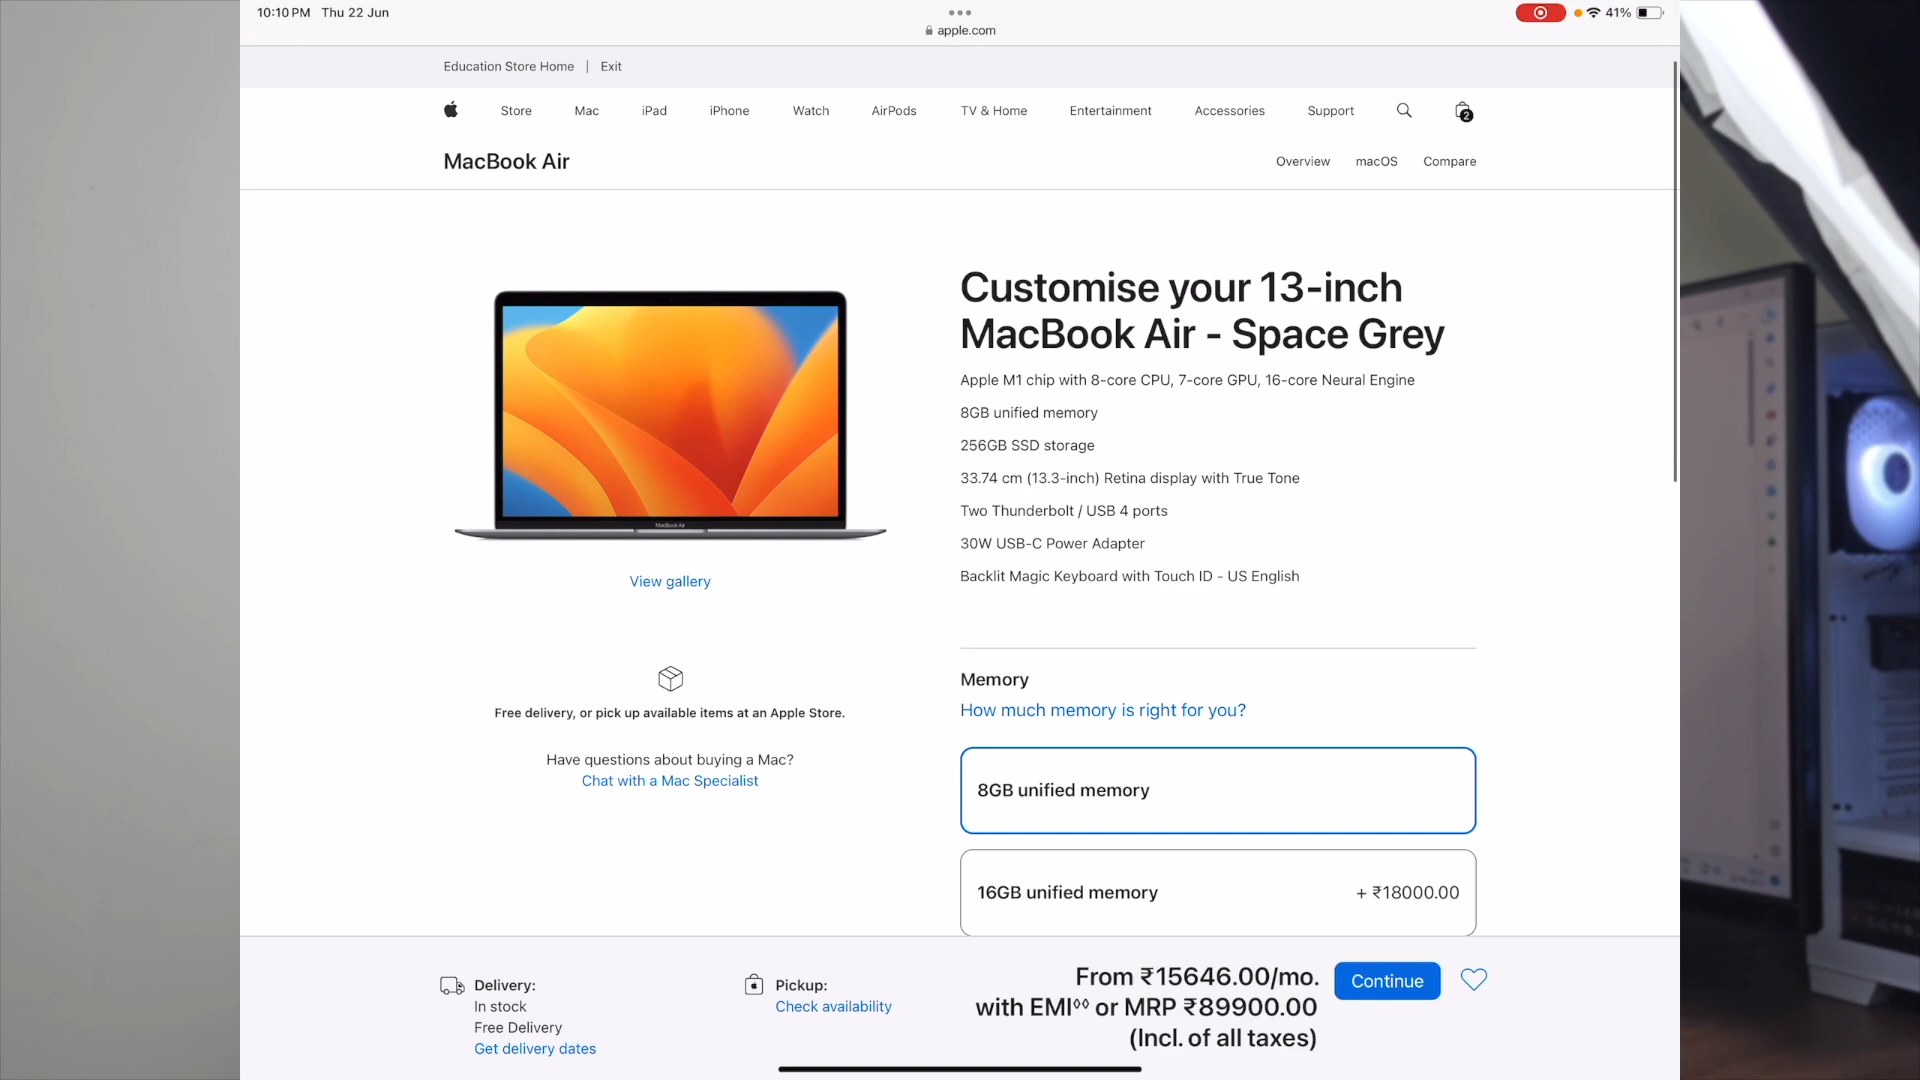 10:10 PM Thu 22 Jun
41%
apple.com
Education Store Home | Exit
Store Mac iPad iPhone Watch AirPods TV & Home Entertainment Accessories Support 2
MacBook Air
Overview macOS Compare
Customise your 13-inch
MacBook Air - Space Grey
Apple M1 chip with 8-core CPU, 7-core GPU, 16-core Neural Engine
8GB unified memory
256GB SSD storage
33.74 cm (13.3-inch) Retina display with True Tone
Two Thunderbolt / USB 4 ports
30W USB-C Power Adapter
Backlit Magic Keyboard with Touch ID - US English
MacBook Air
View gallery
Free delivery, or pick up available items at an Apple Store.
Have questions about buying a Mac?
Chat with a Mac Specialist
Memory
How much memory is right for you?
8GB unified memory
16GB unified memory + ₹18000.00
Delivery:
In stock
Free Delivery
Get delivery dates
Pickup:
Check availability
From ₹15646.00/mo.
with EMI◊◊ or MRP ₹89900.00
(Incl. of all taxes)
Continue